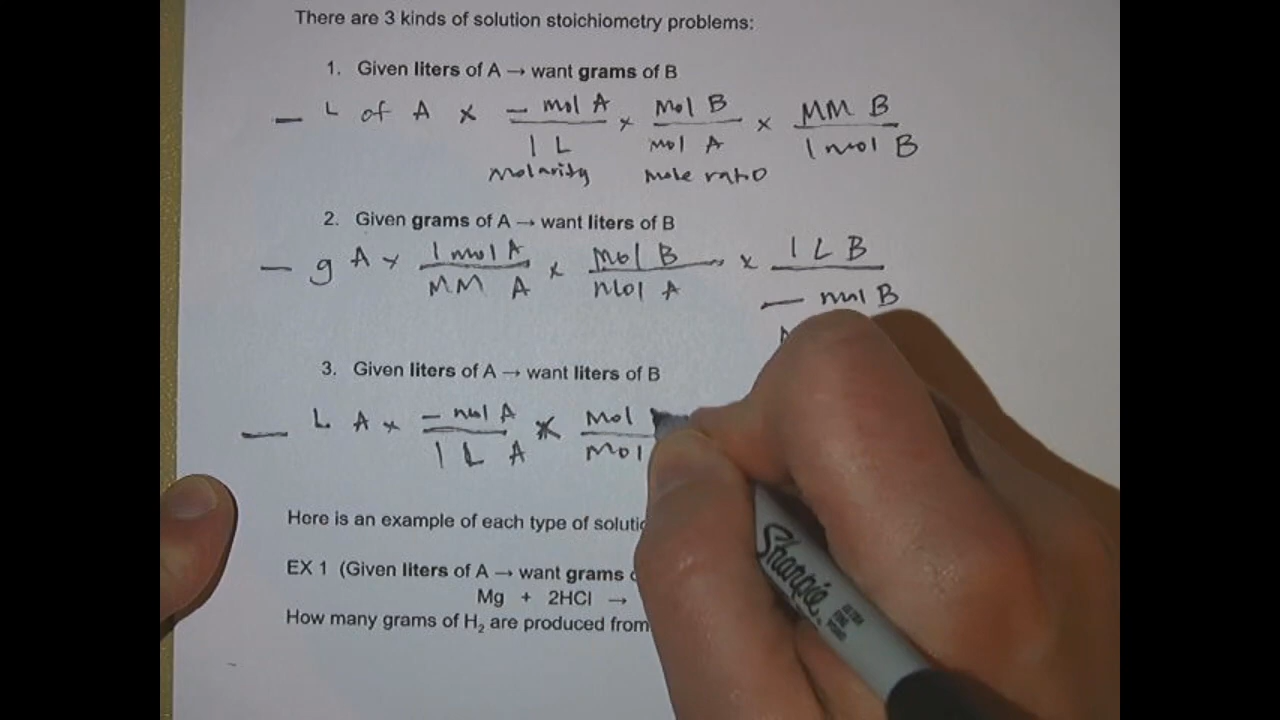 There are 3 kinds of solution stoichiometry problems:
1. Given liters of A → want grams of B
— L of A x — mol A / 1 L x mol B / mol A x MM B / 1 mol B
molarity mole ratio
2. Given grams of A → want liters of B
— g A x 1 mol A / MM A x mol B / mol A x 1 L B / — mol B
3. Given liters of A → want liters of B
— L A x — mol A / 1 L A x mol / mol
Here is an example of each type of
EX 1 (Given liters of A → want grams
Mg + 2HCl →
How many grams of H₂ are produced from
Sharpie